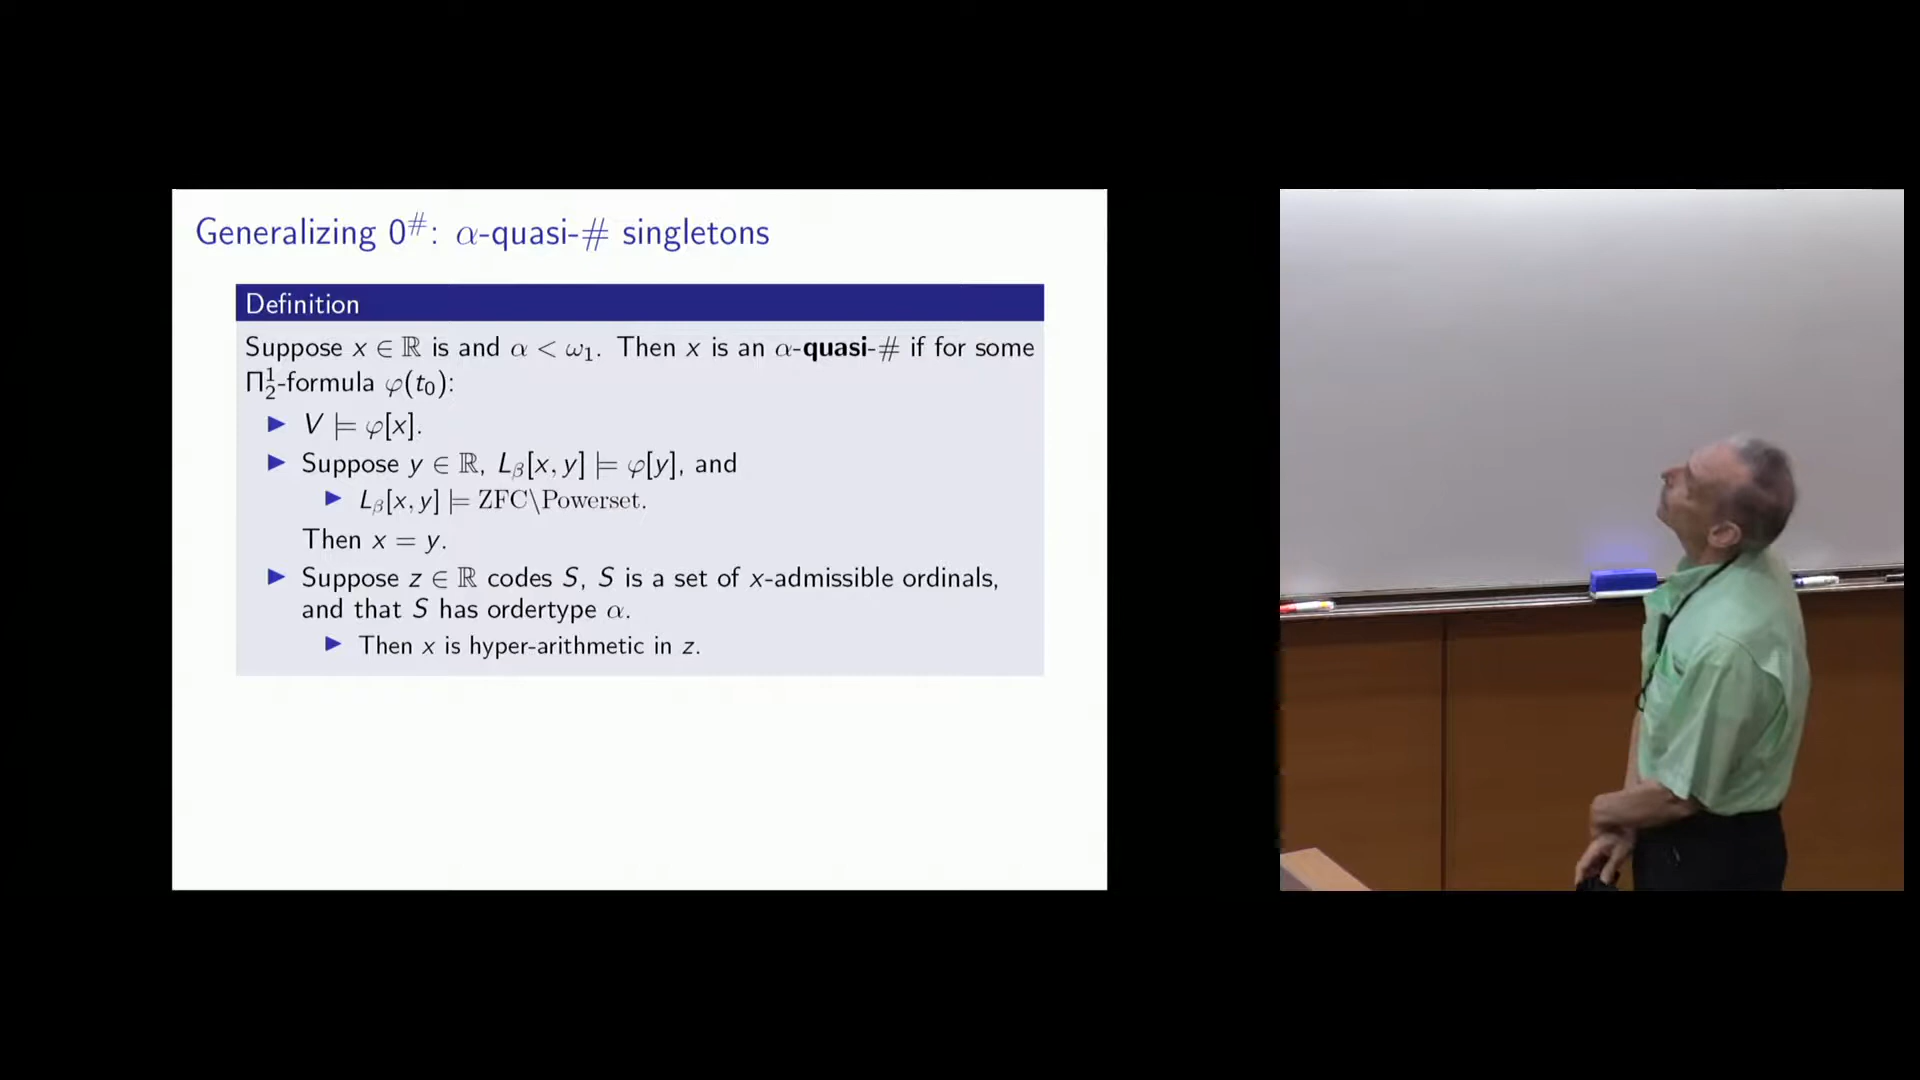 Generalizing 0^#: α-quasi-# singletons
Definition
Suppose x ∈ ℝ is and α < ω₁. Then x is an α-quasi-# if for some
Π¹₂-formula φ(t₀):
▶ V ⊨ φ[x].
▶ Suppose y ∈ ℝ, L_β[x, y] ⊨ φ[y], and
▶ L_β[x, y] ⊨ ZFC\Powerset.
Then x = y.
▶ Suppose z ∈ ℝ codes S, S is a set of x-admissible ordinals,
and that S has ordertype α.
▶ Then x is hyper-arithmetic in z.